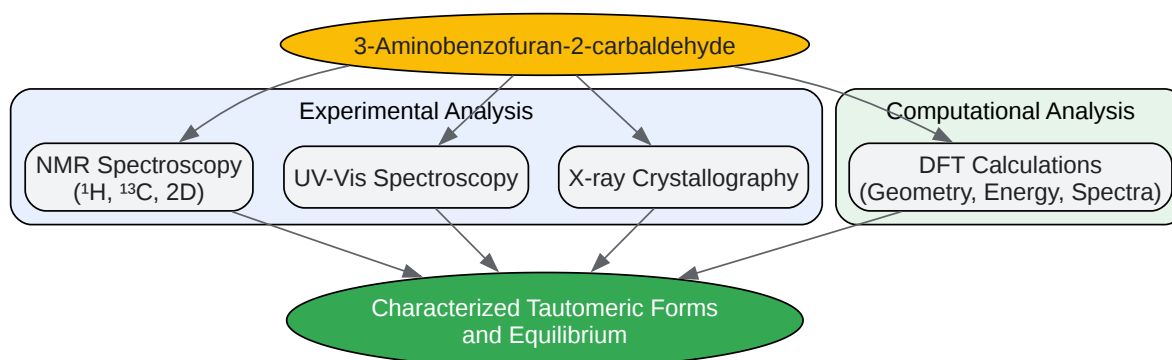 3-Aminobenzofuran-2-carbaldehyde
Experimental Analysis
Computational Analysis
NMR Spectroscopy
(¹H, ¹³C, 2D)
UV-Vis Spectroscopy
X-ray Crystallography
DFT Calculations
(Geometry, Energy, Spectra)
Characterized Tautomeric Forms
and Equilibrium